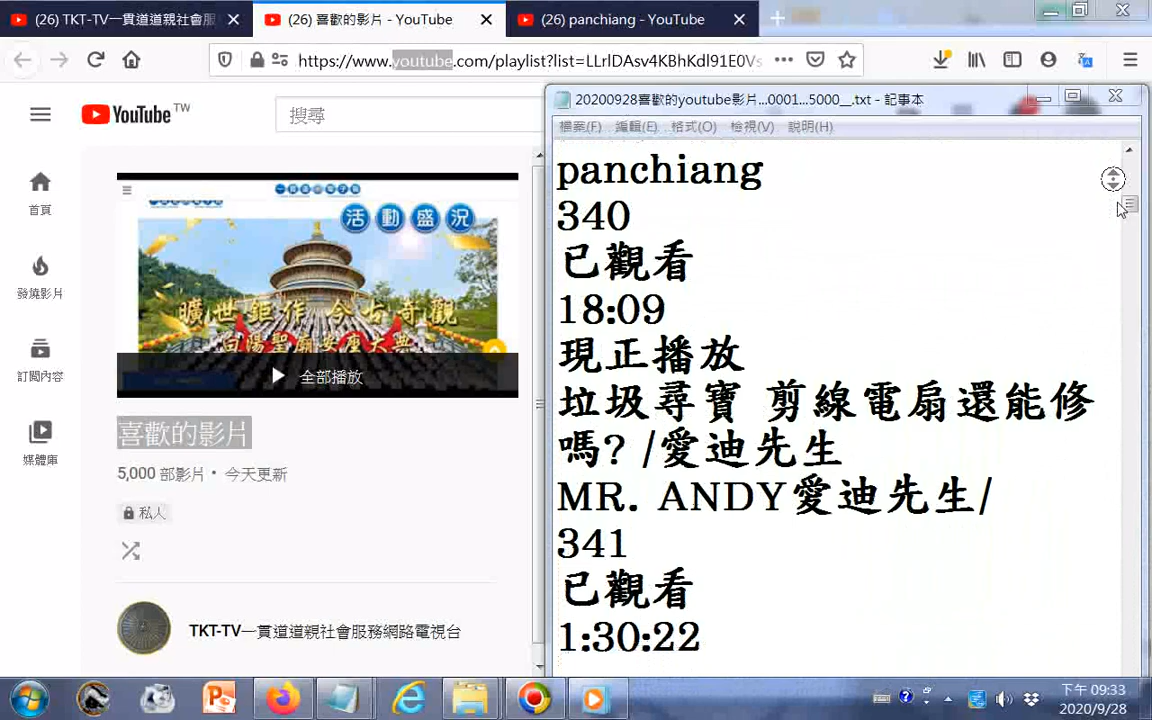 (26) TKT-TV一貫道道親社會服
(26) 喜歡的影片 - YouTube
(26) panchiang - YouTube
https://www.youtube.com/playlist?list=LLrlDAsv4KBhKdl91E0Vs
YouTube TW
搜尋
首頁
發燒影片
訂閱內容
媒體庫
活動盛況
曠世鉅作 今古奇觀
白陽聖廟安座大典
全部播放
喜歡的影片
5,000 部影片 • 今天更新
私人
TKT-TV一貫道道親社會服務網路電視台
20200928喜歡的youtube影片...0001...5000__.txt - 記事本
檔案(F) 編輯(E) 格式(O) 檢視(V) 說明(H)
panchiang
340
已觀看
18:09
現正播放
垃圾尋寶 剪線電扇還能修
嗎? /愛迪先生
MR. ANDY愛迪先生/
341
已觀看
1:30:22
下午 09:33
2020/9/28